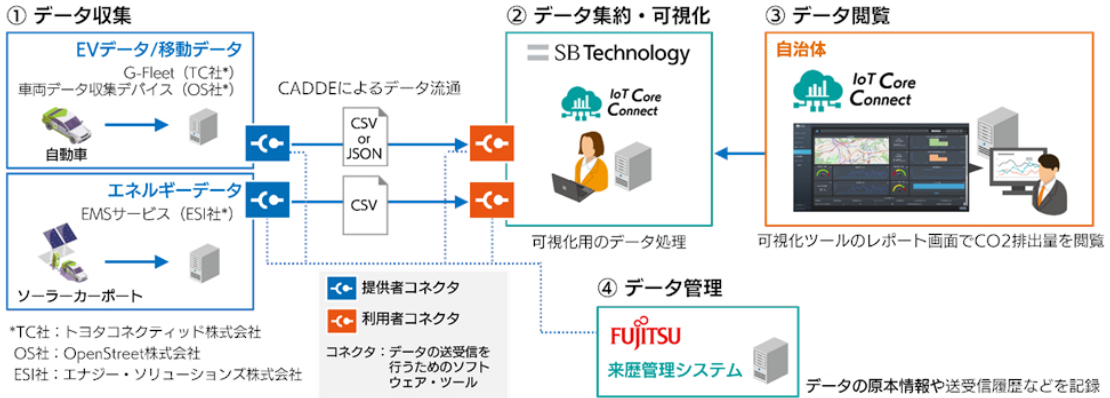 ① データ収集
EVデータ/移動データ
G-Fleet（TC社*）
車両データ収集デバイス（OS社*）
自動車
エネルギーデータ
EMSサービス（ESI社*）
ソーラーカーポート
*TC社：トヨタコネクティッド株式会社
OS社：OpenStreet株式会社
ESI社：エナジー・ソリューションズ株式会社
CADDEによるデータ流通
CSV
or
JSON
CSV
提供者コネクタ
利用者コネクタ
コネクタ：データの送受信を
行うためのソフト
ウェア・ツール
② データ集約・可視化
SB Technology
IoT Core
Connect
可視化用のデータ処理
③ データ閲覧
自治体
IoT Core
Connect
可視化ツールのレポート画面でCO2排出量を閲覧
④ データ管理
FUJITSU
来歴管理システム
データの原本情報や送受信履歴などを記録